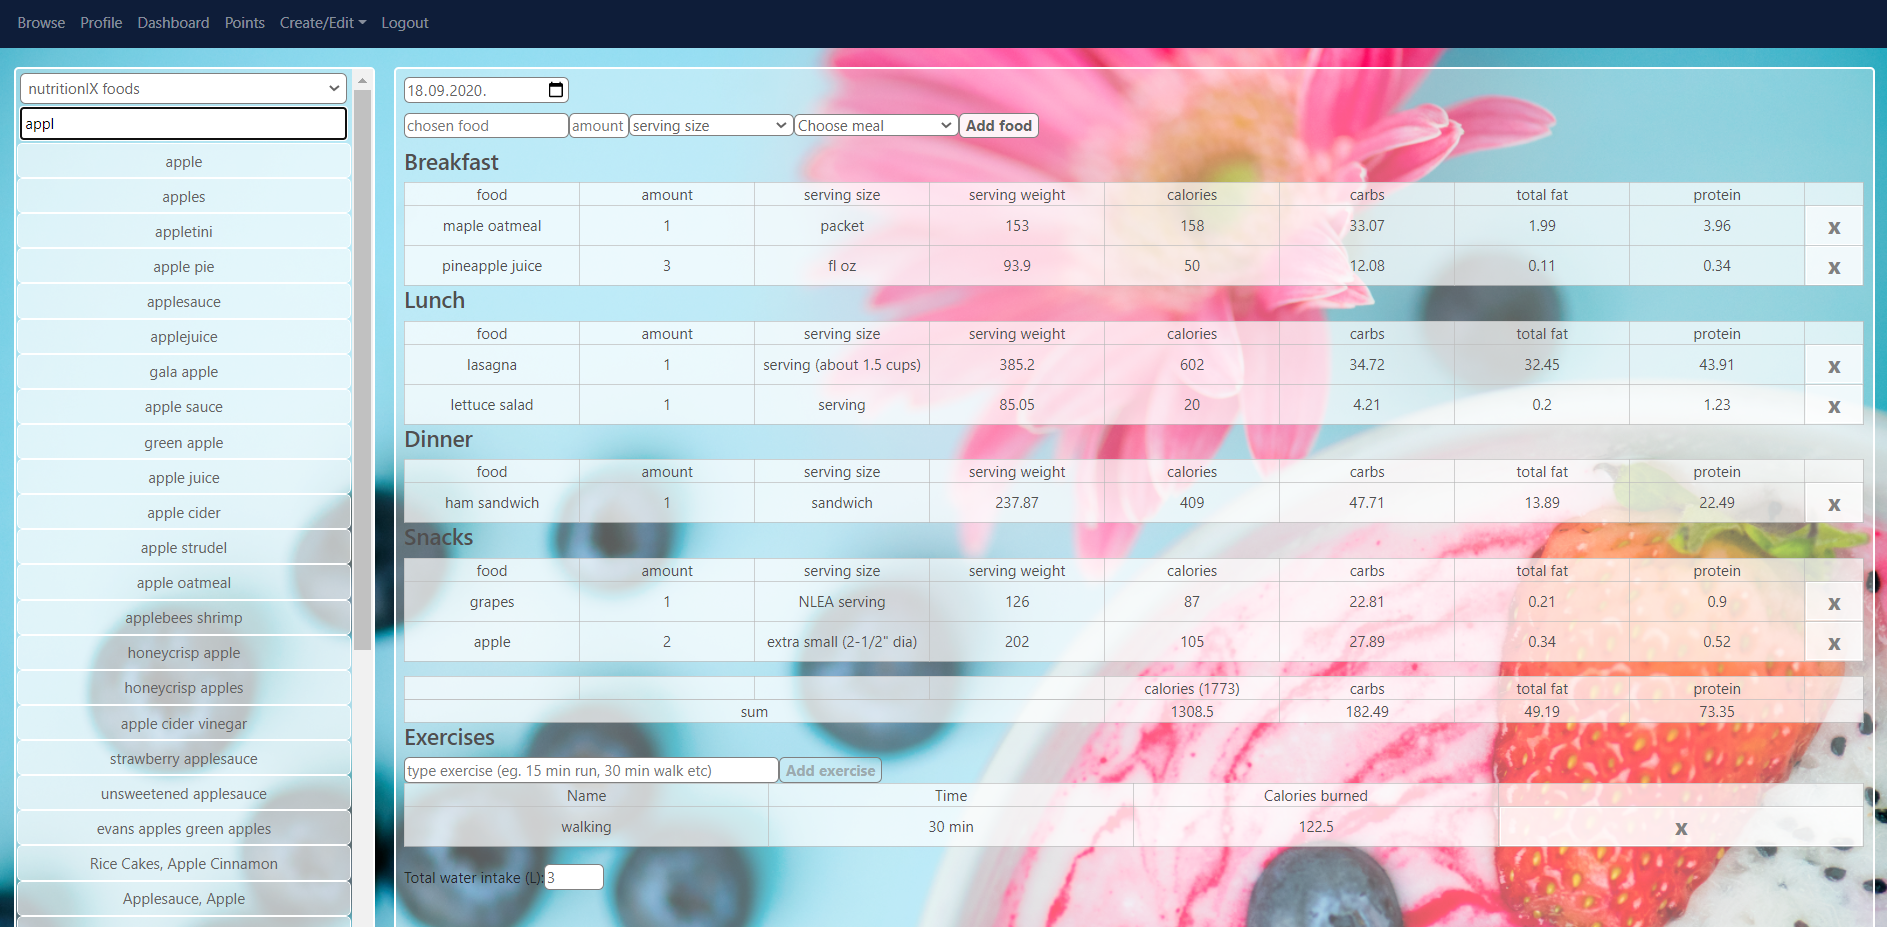 Browse Profile Dashboard Points Create/Edit Logout
nutritionIX foods
appl
apple
apples
appletini
apple pie
applesauce
applejuice
gala apple
apple sauce
green apple
apple juice
apple cider
apple strudel
apple oatmeal
applebees shrimp
honeycrisp apple
honeycrisp apples
apple cider vinegar
strawberry applesauce
unsweetened applesauce
evans apples green apples
Rice Cakes, Apple Cinnamon
Applesauce, Apple
18.09.2020.
chosen food amount serving size Choose meal Add food
Breakfast
food amount serving size serving weight calories carbs total fat protein
maple oatmeal 1 packet 153 158 33.07 1.99 3.96 x
pineapple juice 3 fl oz 93.9 50 12.08 0.11 0.34 x
Lunch
food amount serving size serving weight calories carbs total fat protein
lasagna 1 serving (about 1.5 cups) 385.2 602 34.72 32.45 43.91 x
lettuce salad 1 serving 85.05 20 4.21 0.2 1.23 x
Dinner
food amount serving size serving weight calories carbs total fat protein
ham sandwich 1 sandwich 237.87 409 47.71 13.89 22.49 x
Snacks
food amount serving size serving weight calories carbs total fat protein
grapes 1 NLEA serving 126 87 22.81 0.21 0.9 x
apple 2 extra small (2-1/2" dia) 202 105 27.89 0.34 0.52 x
calories (1773) carbs total fat protein
sum 1308.5 182.49 49.19 73.35
Exercises
type exercise (eg. 15 min run, 30 min walk etc) Add exercise
Name Time Calories burned
walking 30 min 122.5 x
Total water intake (L): 3